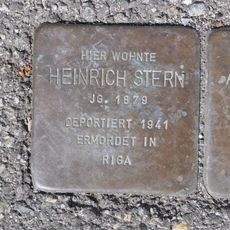 HIER WOHNTE
HEINRICH STERN
JG. 1879
DEPORTIERT 1941
ERMORDET IN
RIGA